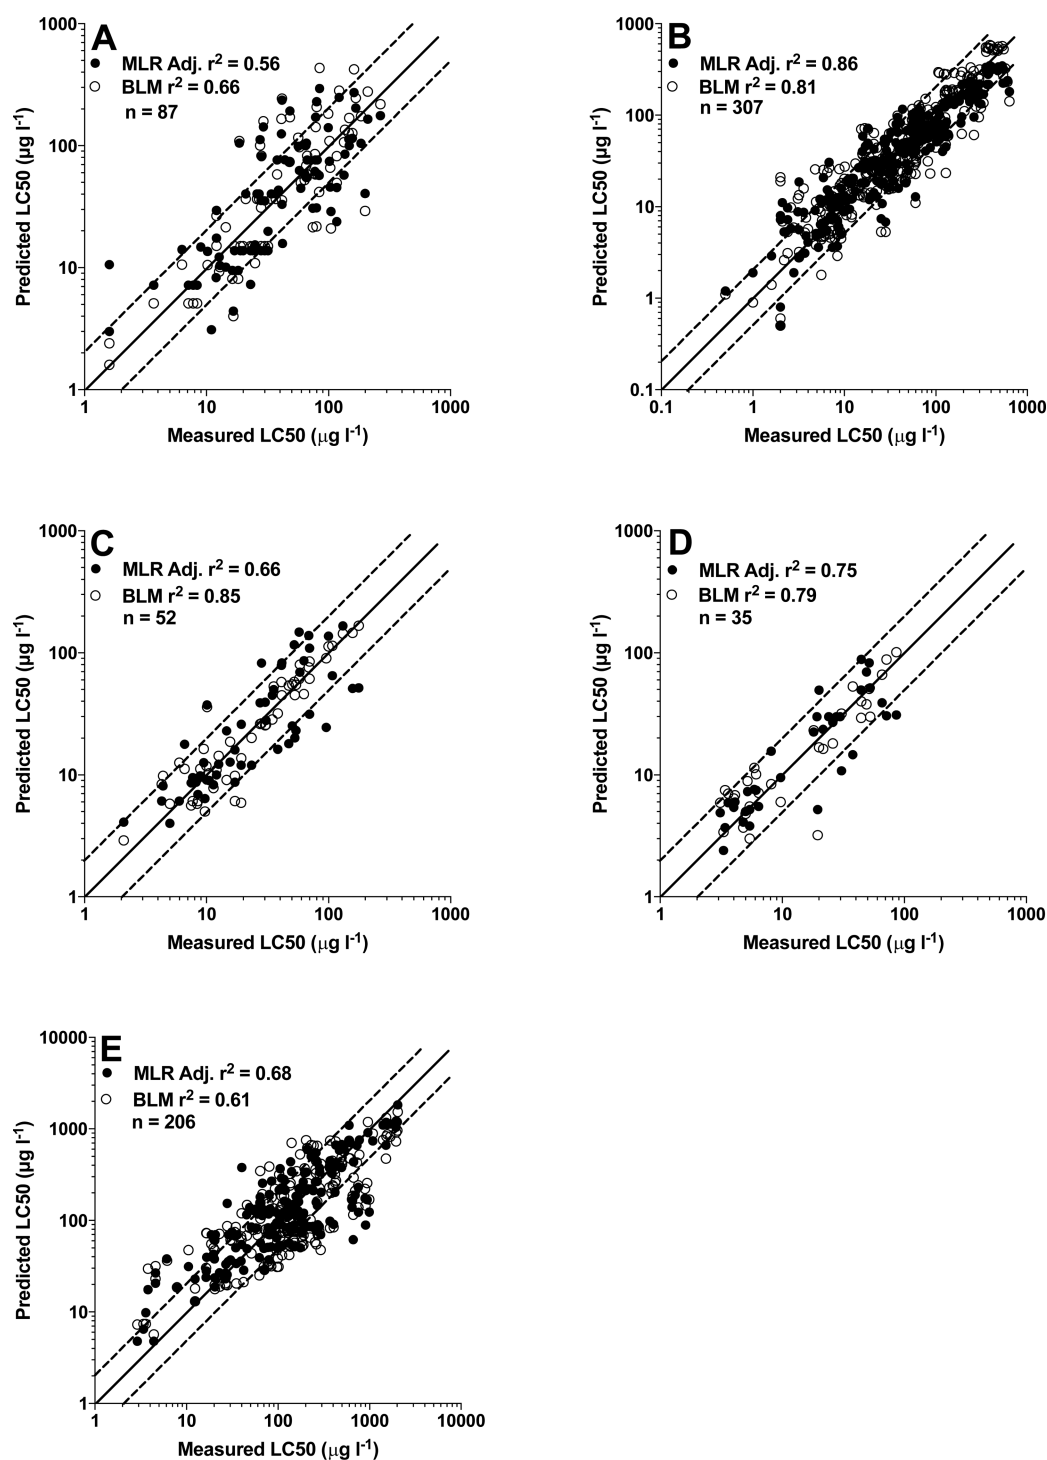 A
MLR Adj. r² = 0.56
BLM r² = 0.66
n = 87
1000
100
10
1
Predicted LC50 (µg l⁻¹)
1 10 100 1000
Measured LC50 (µg l⁻¹)
B
MLR Adj. r² = 0.86
BLM r² = 0.81
n = 307
1000
100
10
1
0.1
Predicted LC50 (µg l⁻¹)
0.1 1 10 100 1000
Measured LC50 (µg l⁻¹)
C
MLR Adj. r² = 0.66
BLM r² = 0.85
n = 52
1000
100
10
1
Predicted LC50 (µg l⁻¹)
1 10 100 1000
Measured LC50 (µg l⁻¹)
D
MLR Adj. r² = 0.75
BLM r² = 0.79
n = 35
1000
100
10
1
Predicted LC50 (µg l⁻¹)
1 10 100 1000
Measured LC50 (µg l⁻¹)
E
MLR Adj. r² = 0.68
BLM r² = 0.61
n = 206
10000
1000
100
10
1
Predicted LC50 (µg l⁻¹)
1 10 100 1000 10000
Measured LC50 (µg l⁻¹)